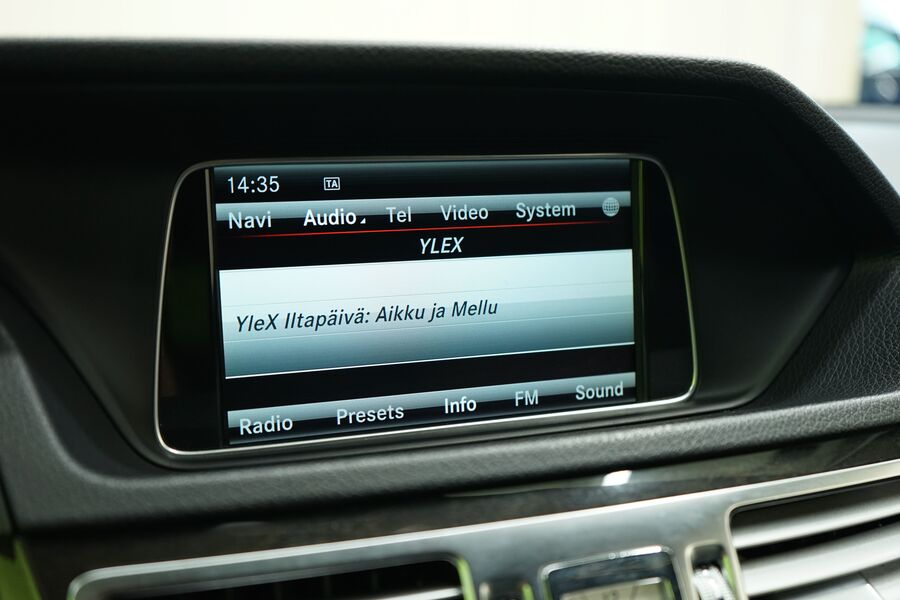 14:35 TA
Navi Audio Tel Video System
YLEX
YleX Iltapäivä: Aikku ja Mellu
Radio Presets Info FM Sound